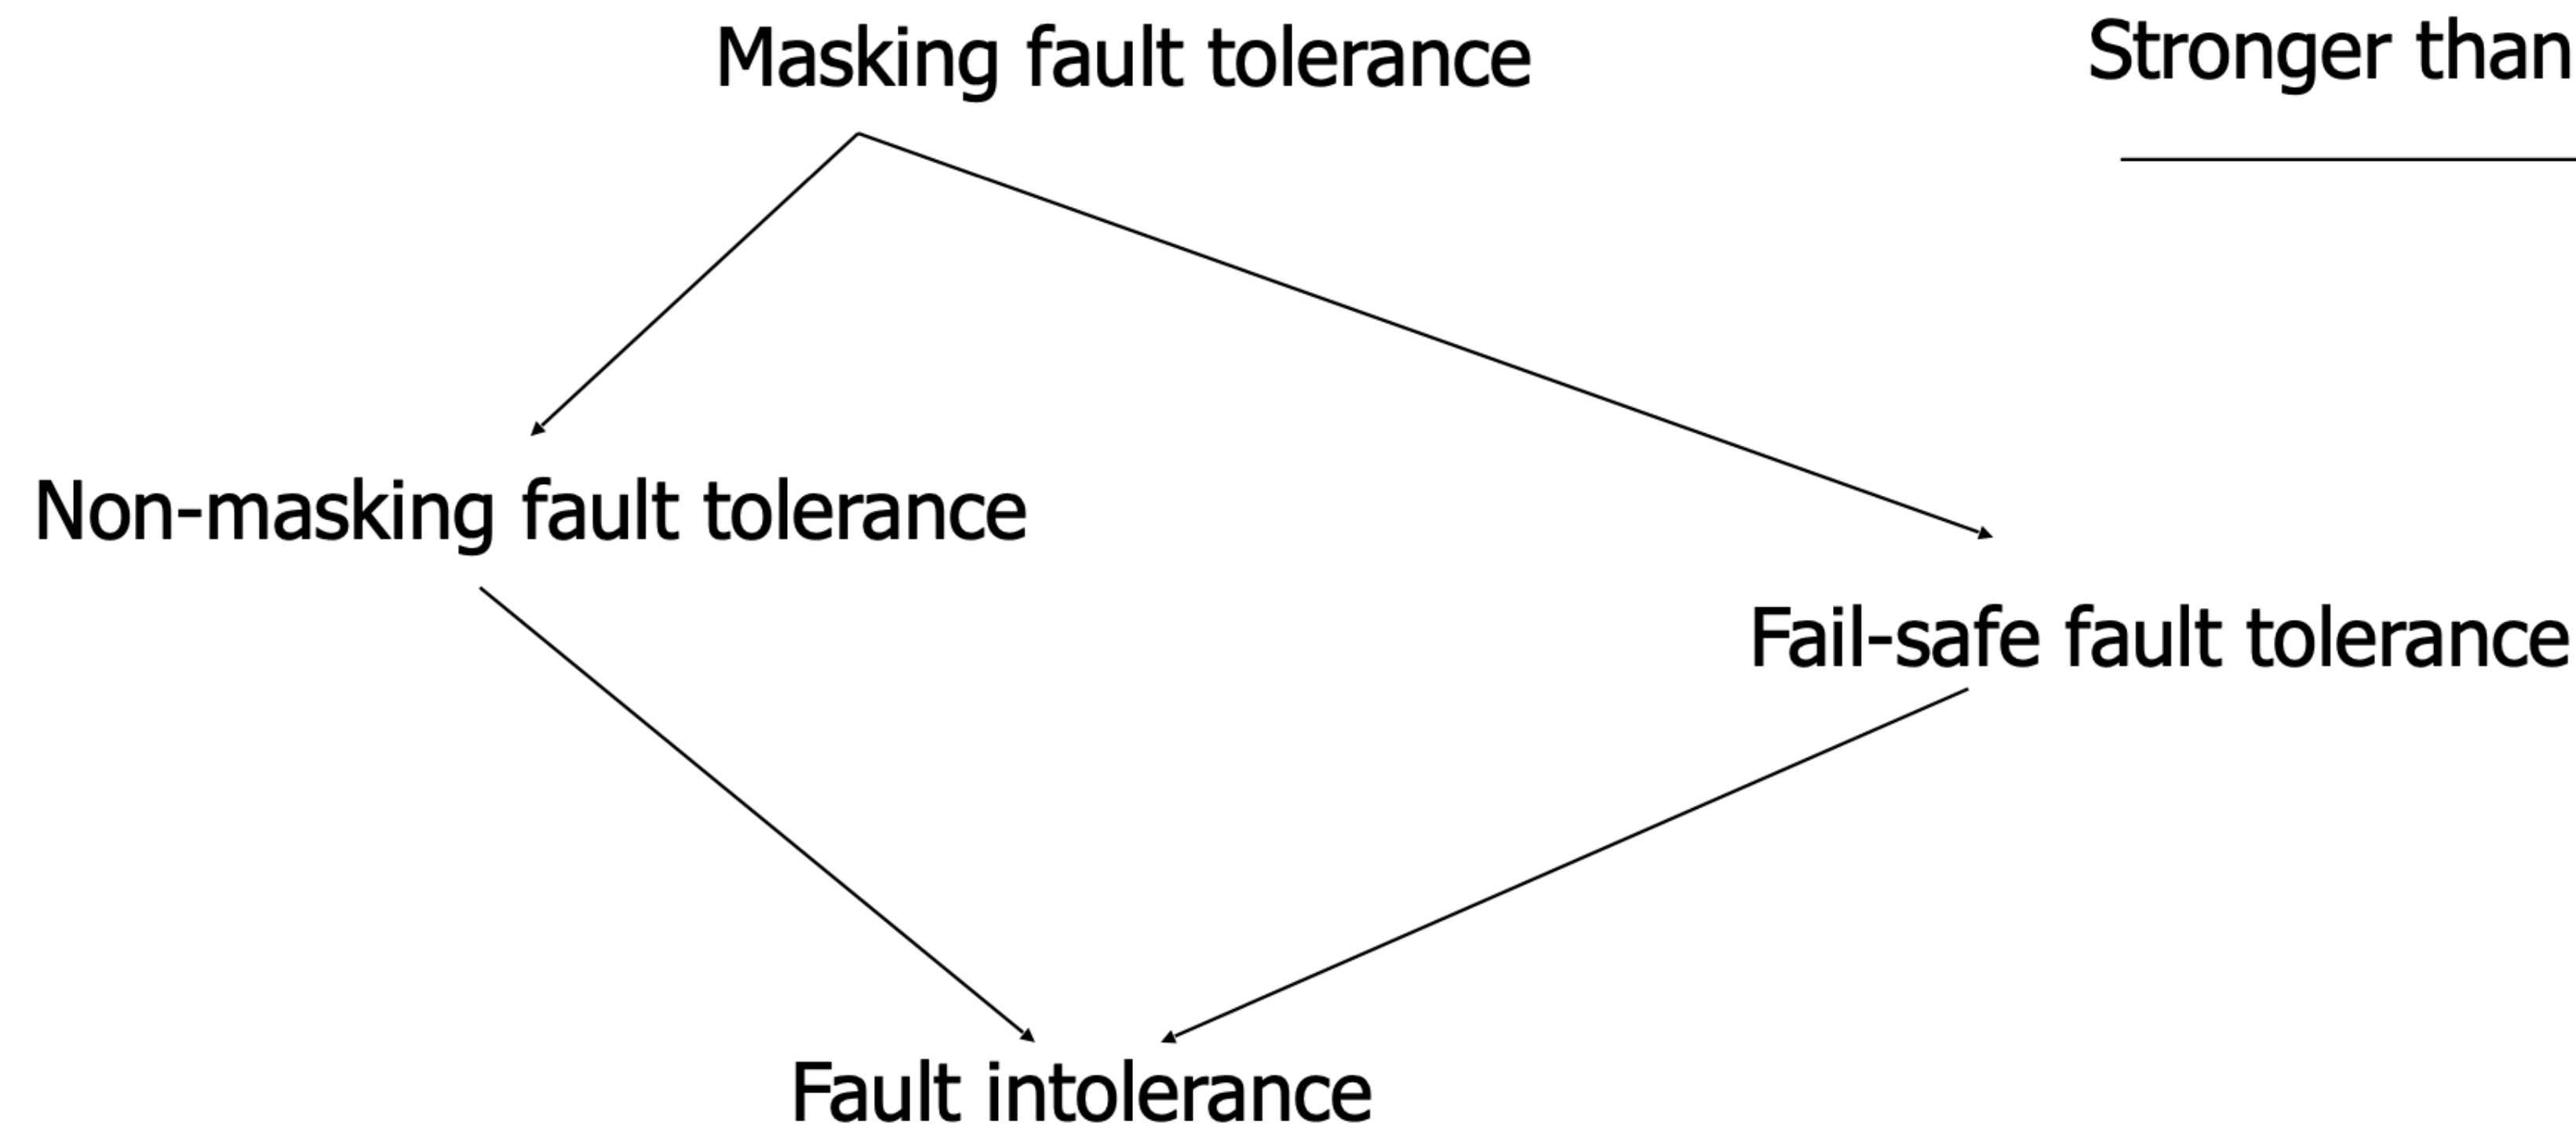 Masking fault tolerance
Stronger than
Non-masking fault tolerance
Fail-safe fault tolerance
Fault intolerance